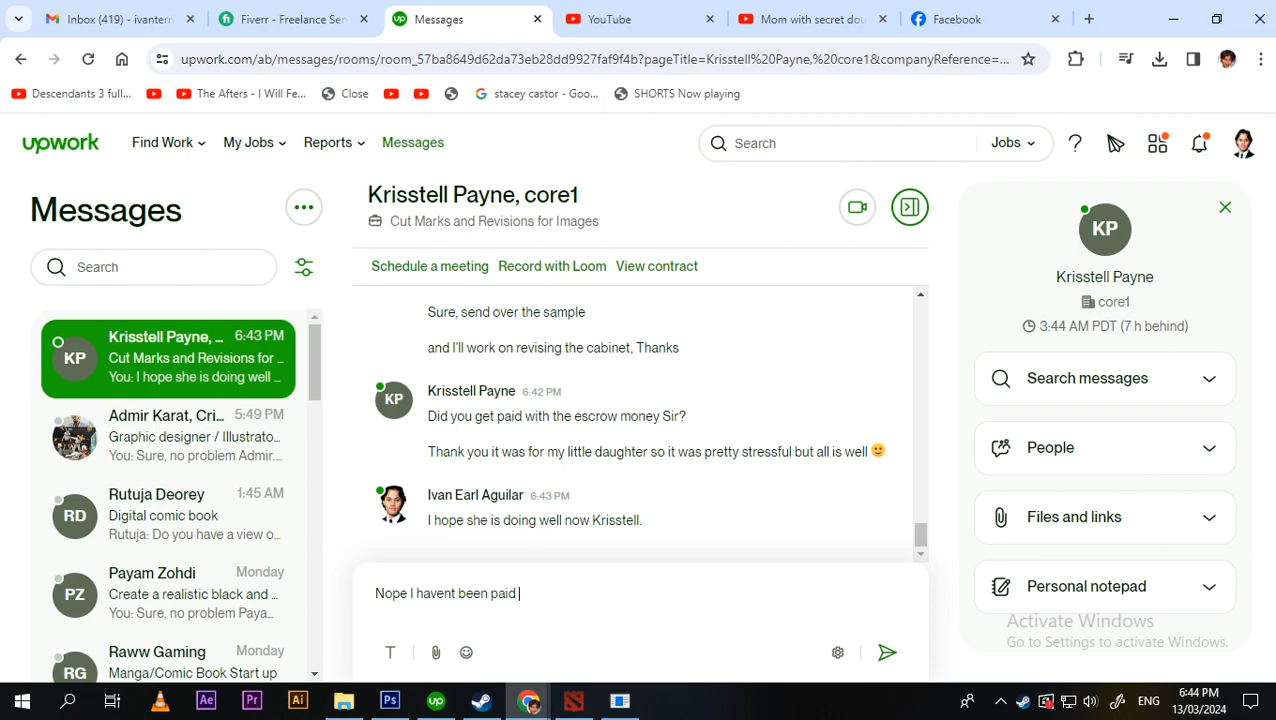 Inbox (419) - ivantern
Fiverr - Freelance Ser
Messages
YouTube
Mom with secret dou
Facebook
upwork.com/ab/messages/rooms/room_57ba8649d62da73eb28dd9927faf9f4b?pageTitle=Krisstell%20Payne,%20core1&companyReference=...
Descendants 3 full...
The Afters - I Will Fe...
Close
stacey castor - Goo...
SHORTS Now playing
upwork
Find Work
My Jobs
Reports
Messages
Search
Jobs
Messages
Search
Krisstell Payne, ... 6:43 PM
Cut Marks and Revisions for ...
You: I hope she is doing well ...
Admir Karat, Cri... 5:49 PM
Graphic designer / Illustrato...
You: Sure, no problem Admir....
Rutuja Deorey 1:45 AM
Digital comic book
Rutuja: Do you have a view o...
Payam Zohdi Monday
Create a realistic black and ...
You: Sure, no problem Paya...
Raww Gaming Monday
Manga/Comic Book Start up
KP
RD
PZ
RG
Krisstell Payne, core1
Cut Marks and Revisions for Images
Schedule a meeting Record with Loom View contract
Sure, send over the sample
and I'll work on revising the cabinet, Thanks
KP
Krisstell Payne 6:42 PM
Did you get paid with the escrow money Sir?
Thank you it was for my little daughter so it was pretty stressful but all is well 🙂
Ivan Earl Aguilar 6:43 PM
I hope she is doing well now Krisstell.
Nope I havent been paid
KP
Krisstell Payne
core1
3:44 AM PDT (7 h behind)
Search messages
People
Files and links
Personal notepad
Activate Windows
Go to Settings to activate Windows.
Ae
Pr
Ai
Ps
up
ENG
6:44 PM
13/03/2024